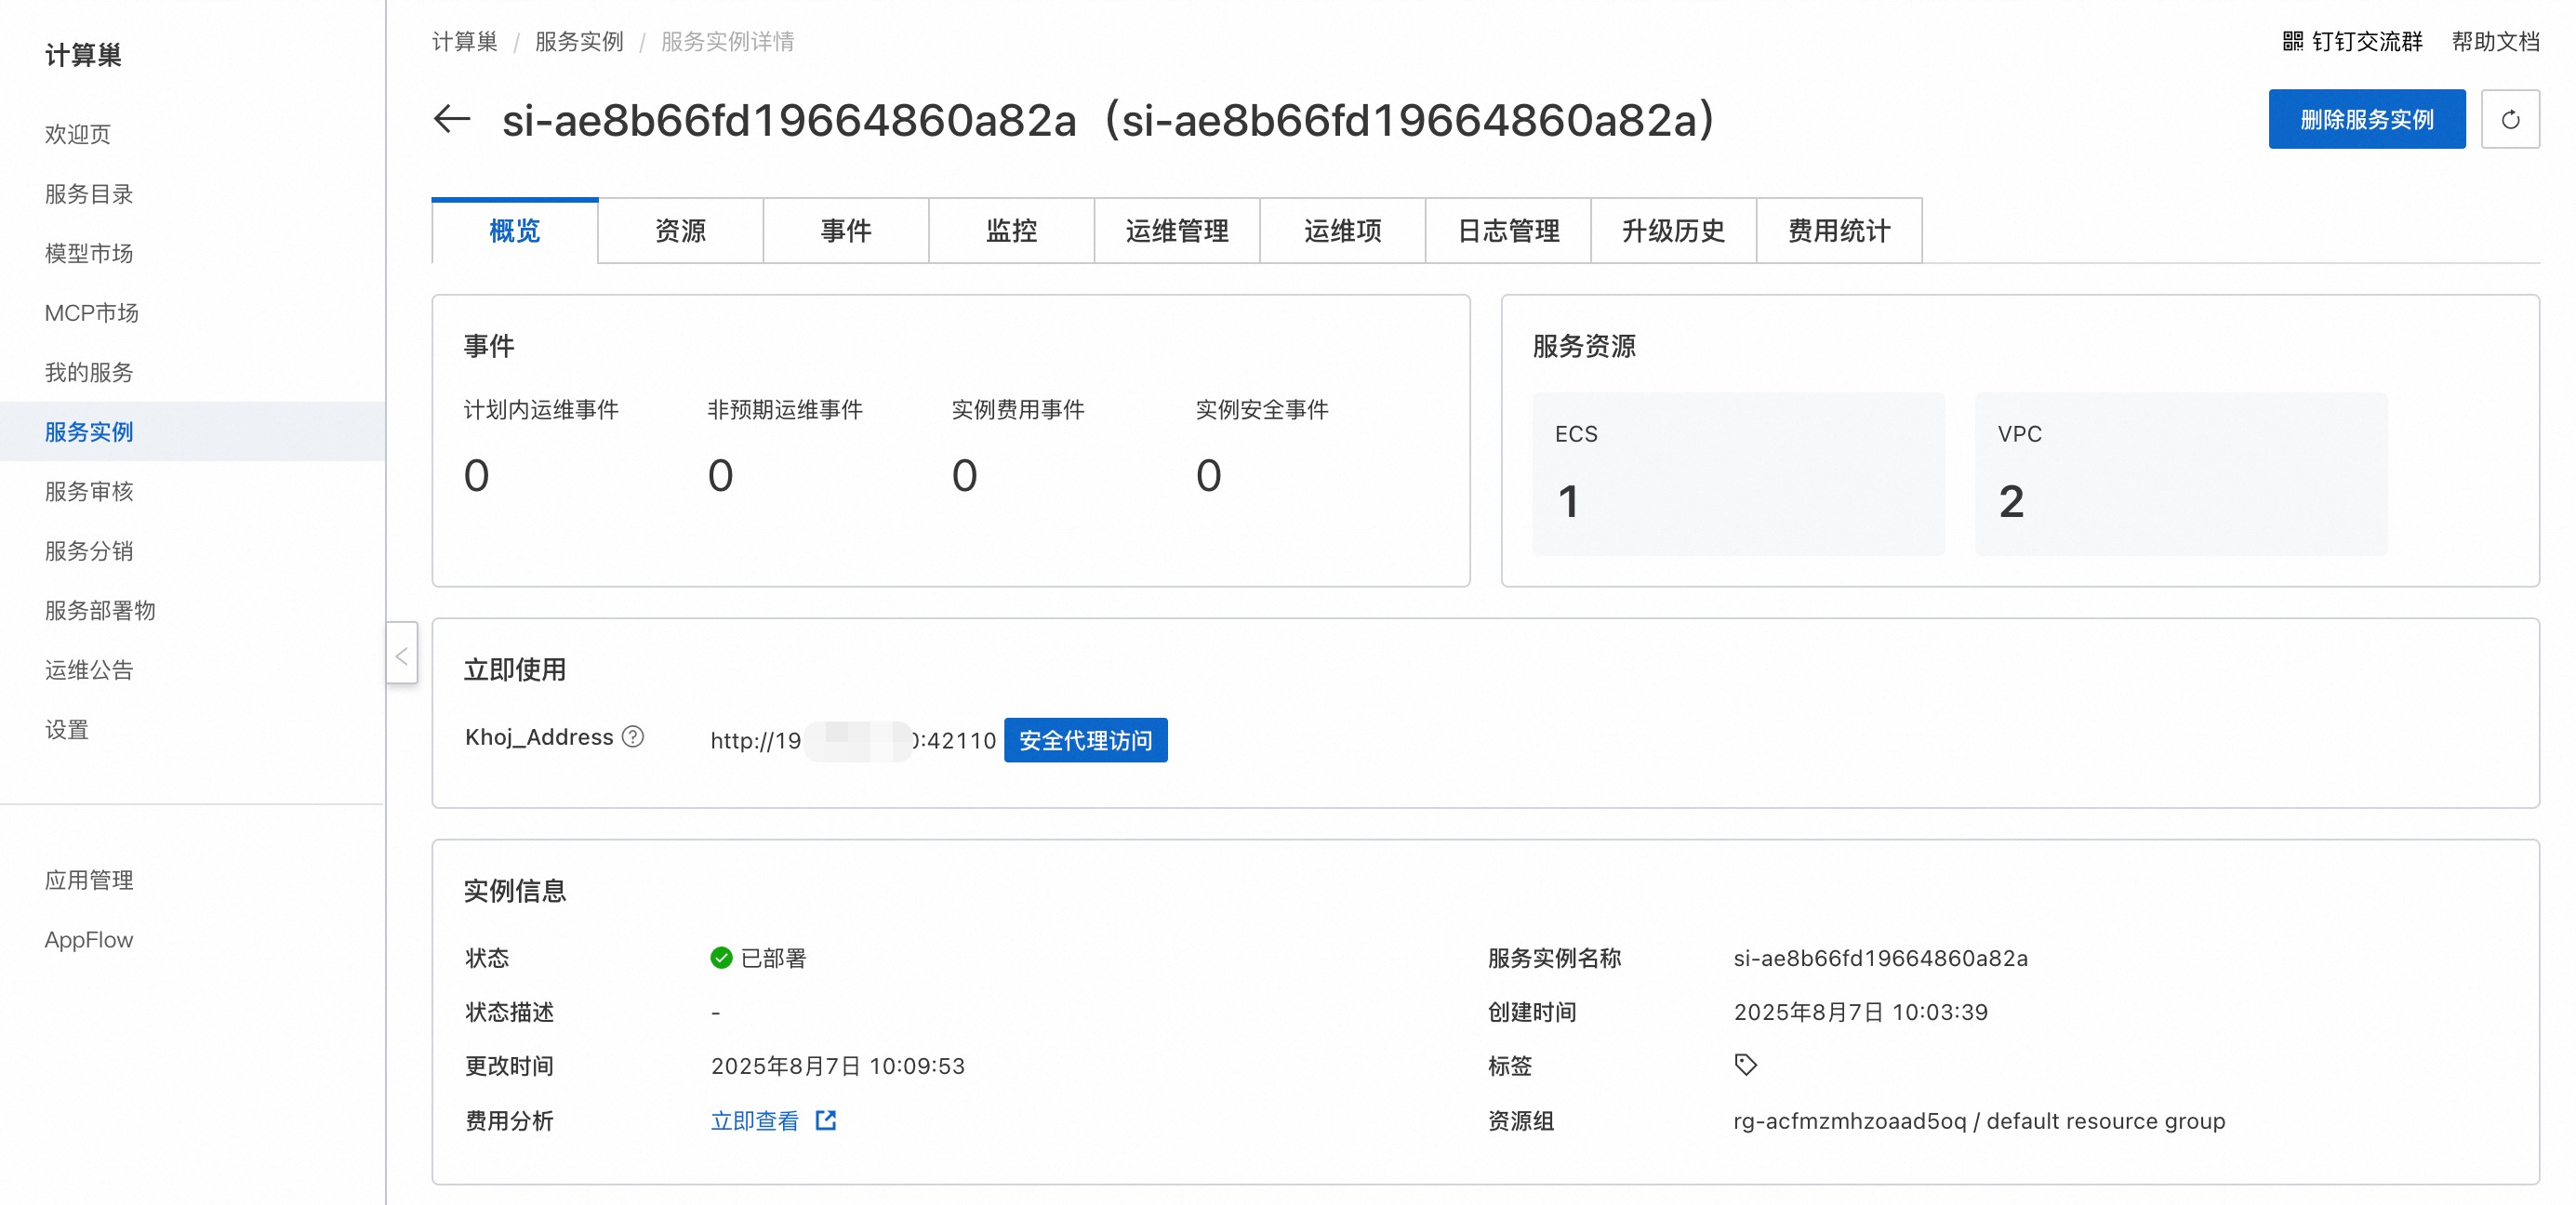 计算巢
欢迎页
服务目录
模型市场
MCP市场
我的服务
服务实例
服务审核
服务分销
服务部署物
运维公告
设置
应用管理
AppFlow
计算巢 / 服务实例 / 服务实例详情
钉钉交流群 帮助文档
si-ae8b66fd19664860a82a（si-ae8b66fd19664860a82a）
删除服务实例
概览 资源 事件 监控 运维管理 运维项 日志管理 升级历史 费用统计
事件
计划内运维事件 非预期运维事件 实例费用事件 实例安全事件
0 0 0 0
服务资源
ECS VPC
1 2
立即使用
Khoj_Address ? http://19 :42110 安全代理访问
实例信息
状态 已部署 服务实例名称 si-ae8b66fd19664860a82a
状态描述 - 创建时间 2025年8月7日 10:03:39
更改时间 2025年8月7日 10:09:53 标签
费用分析 立即查看 资源组 rg-acfmzmhzoaad5oq / default resource group